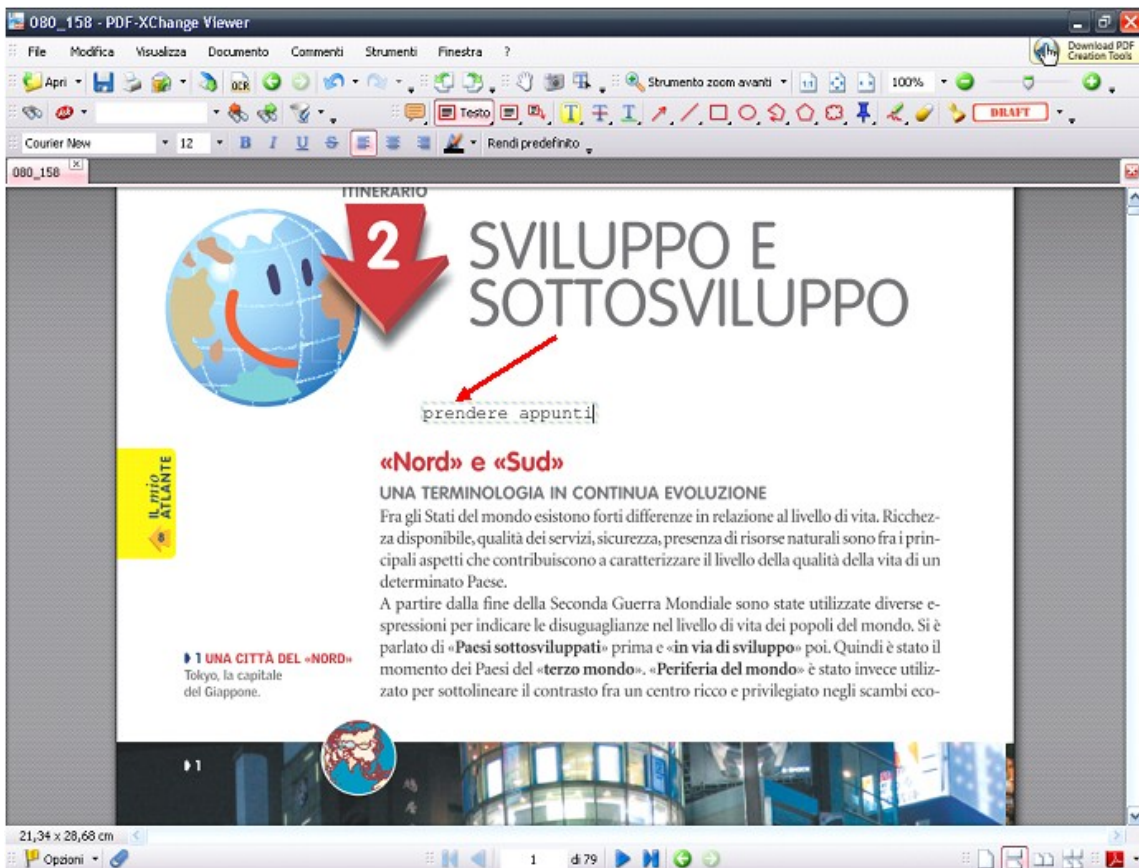 080_158 - PDF-XChange Viewer
File Modifica Visualizza Documento Commenti Strumenti Finestra ?
Download PDF
Creation Tools
Apri OCR Strumento zoom avanti 1:1 100%
Testo T T T DRAFT
Courier New 12 B I U S Rendi predefinito
080_158
ITINERARIO
2
SVILUPPO E
SOTTOSVILUPPO
prendere appunti
IL mio
ATLANTE
8
«Nord» e «Sud»
UNA TERMINOLOGIA IN CONTINUA EVOLUZIONE
Fra gli Stati del mondo esistono forti differenze in relazione al livello di vita. Ricchez-
za disponibile, qualità dei servizi, sicurezza, presenza di risorse naturali sono fra i prin-
cipali aspetti che contribuiscono a caratterizzare il livello della qualità della vita di un
determinato Paese.
A partire dalla fine della Seconda Guerra Mondiale sono state utilizzate diverse e-
spressioni per indicare le disuguaglianze nel livello di vita dei popoli del mondo. Si è
parlato di «Paesi sottosviluppati» prima e «in via di sviluppo» poi. Quindi è stato il
momento dei Paesi del «terzo mondo». «Periferia del mondo» è stato invece utiliz-
zato per sottolineare il contrasto fra un centro ricco e privilegiato negli scambi eco-
1 UNA CITTÀ DEL «NORD»
Tokyo, la capitale
del Giappone.
1
21,34 x 28,68 cm
Opzioni 1 di 79